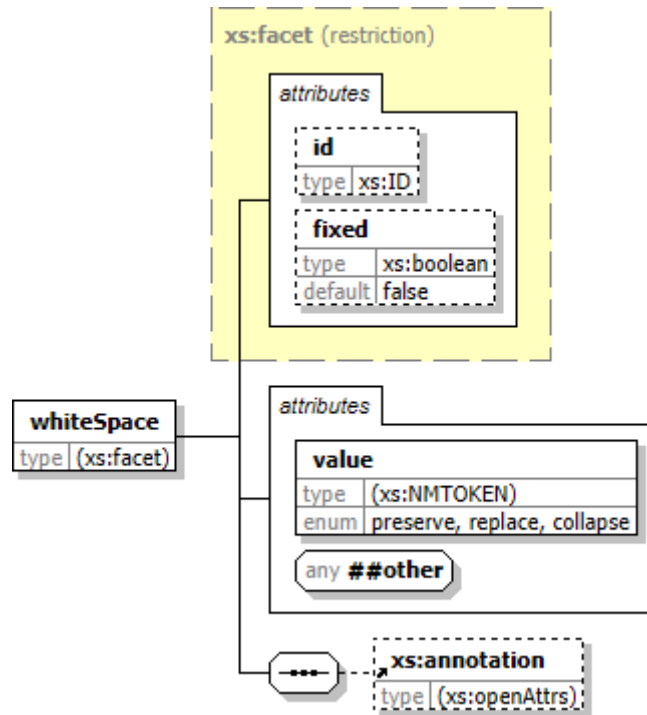 xs:facet (restriction)
attributes
id
type xs:ID
fixed
type xs:boolean
default false
whiteSpace
type (xs:facet)
attributes
value
type (xs:NMTOKEN)
enum preserve, replace, collapse
any ##other
xs:annotation
type (xs:openAttrs)